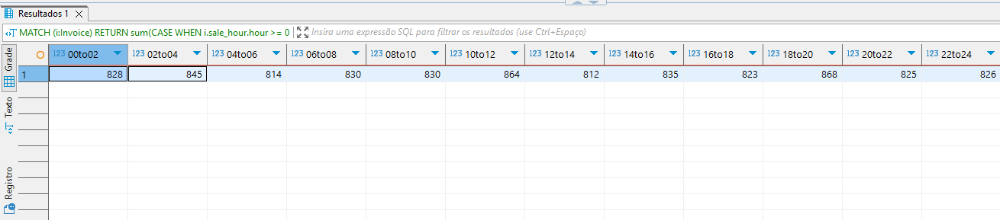 Resultados 1
MATCH (i:Invoice) RETURN sum(CASE WHEN i.sale_hour.hour >= 0 Insira uma expressão SQL para filtrar os resultados (use Ctrl+Espaço)
Grade
Texto
Registro
123 00to02 123 02to04 123 04to06 123 06to08 123 08to10 123 10to12 123 12to14 123 14to16 123 16to18 123 18to20 123 20to22 123 22to24
1 828 845 814 830 830 864 812 835 823 868 825 826